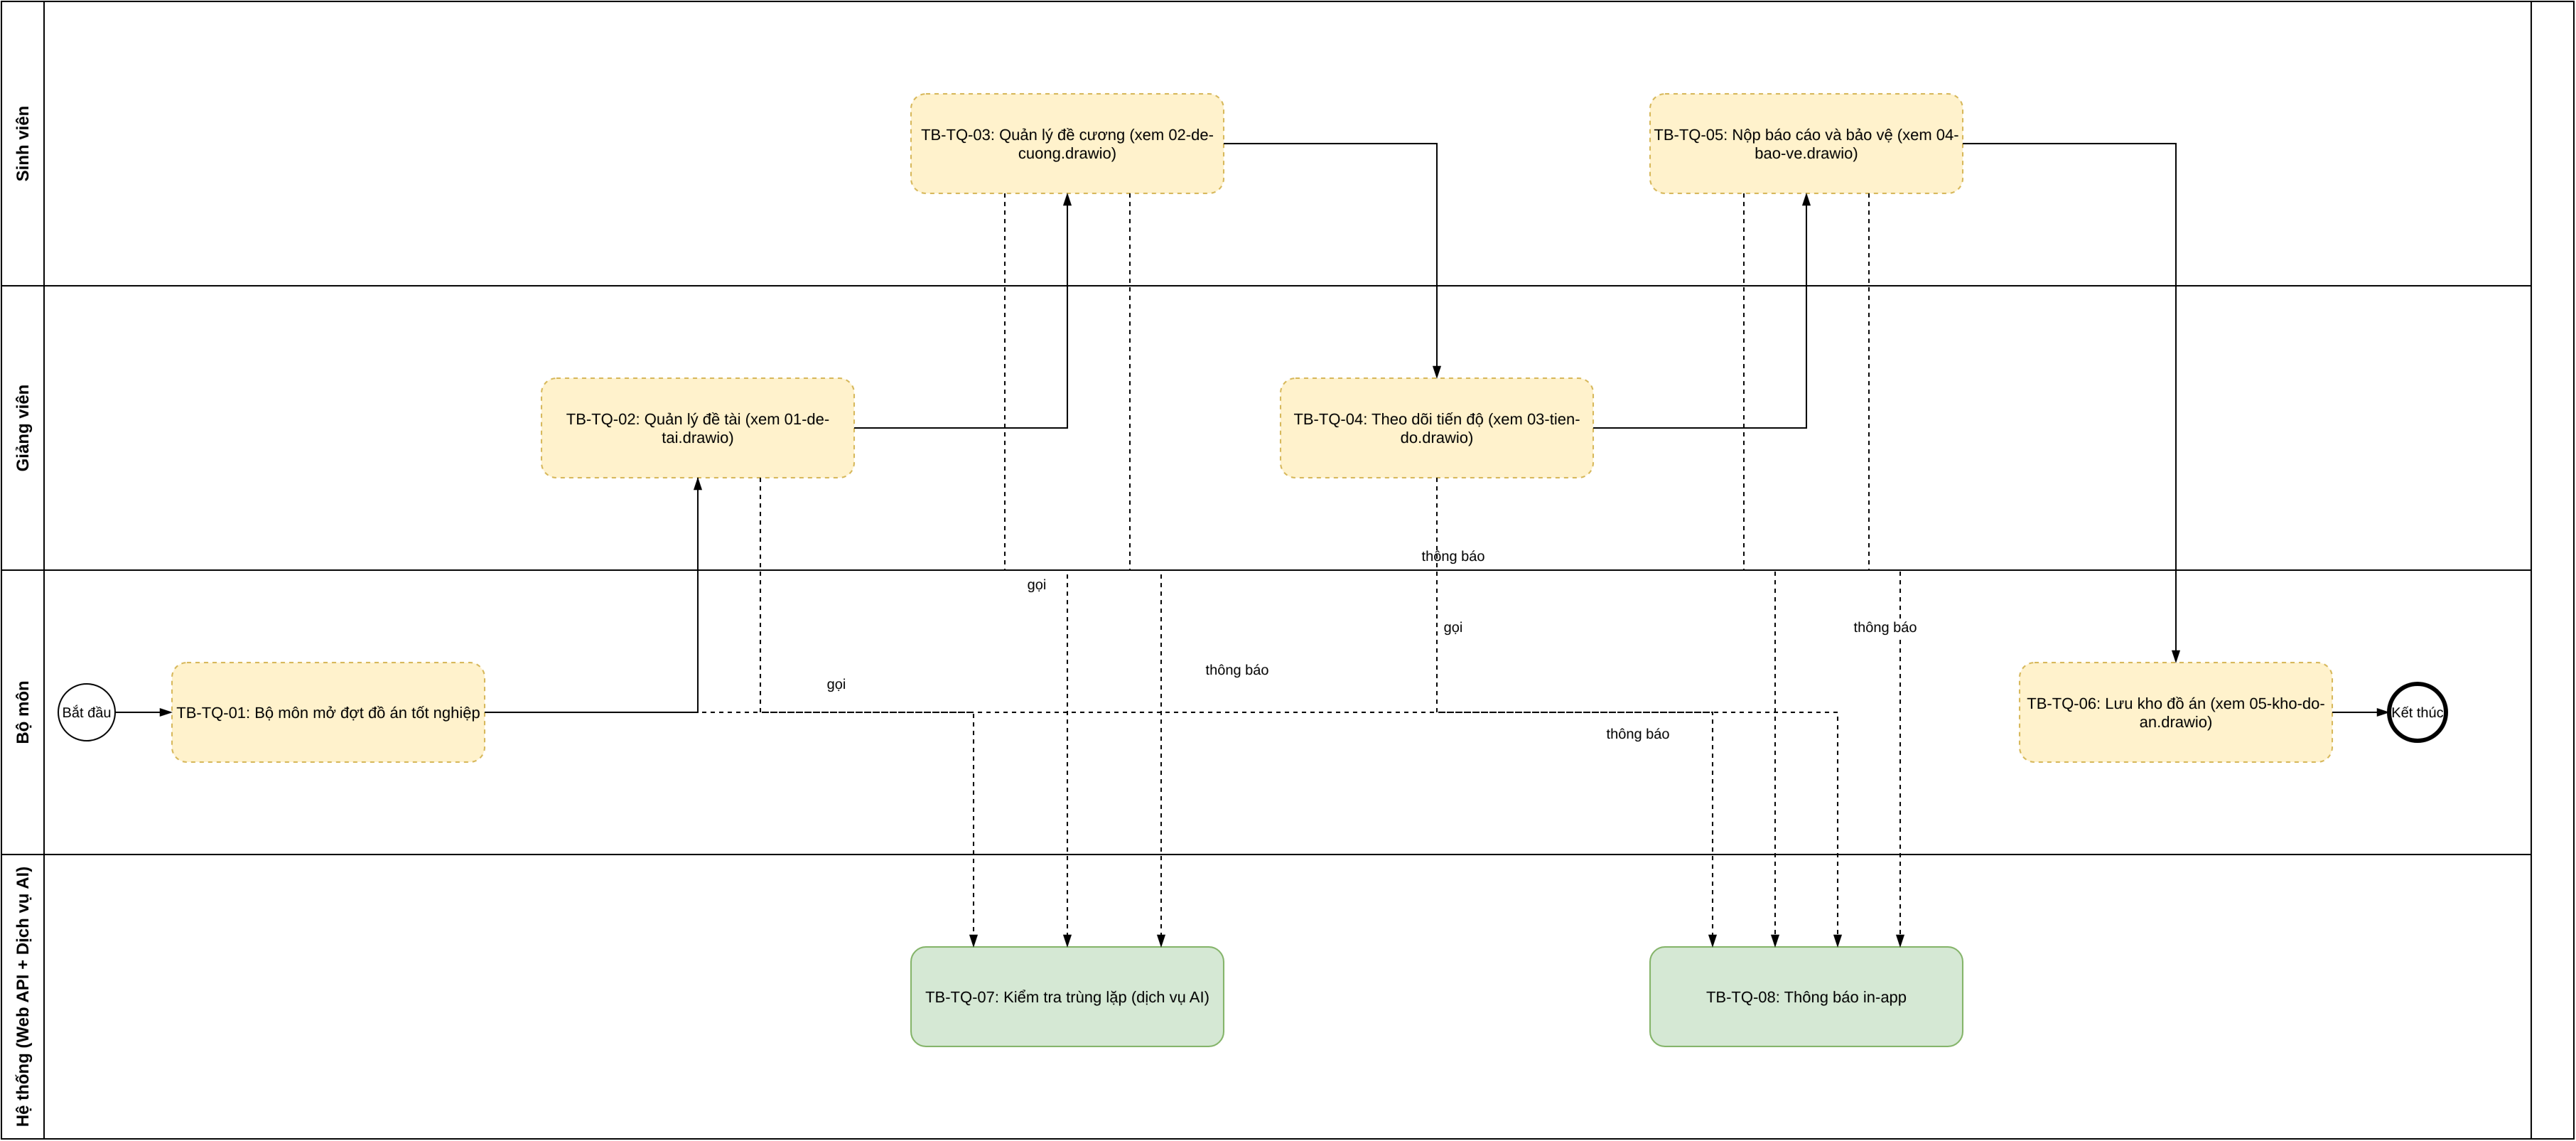 Sinh viên
TB-TQ-03: Quản lý đề cương (xem 02-de-
cuong.drawio)
TB-TQ-05: Nộp báo cáo và bảo vệ (xem 04-
bao-ve.drawio)
Giảng viên
TB-TQ-02: Quản lý đề tài (xem 01-de-
tai.drawio)
TB-TQ-04: Theo dõi tiến độ (xem 03-tien-
do.drawio)
thông báo
Bộ môn
gọi
gọi
thông báo
thông báo
gọi
Bắt đầu
TB-TQ-01: Bộ môn mở đợt đồ án tốt nghiệp
thông báo
TB-TQ-06: Lưu kho đồ án (xem 05-kho-do-
an.drawio)
Kết thúc
Hệ thống (Web API + Dịch vụ AI)
TB-TQ-07: Kiểm tra trùng lặp (dịch vụ AI)
TB-TQ-08: Thông báo in-app